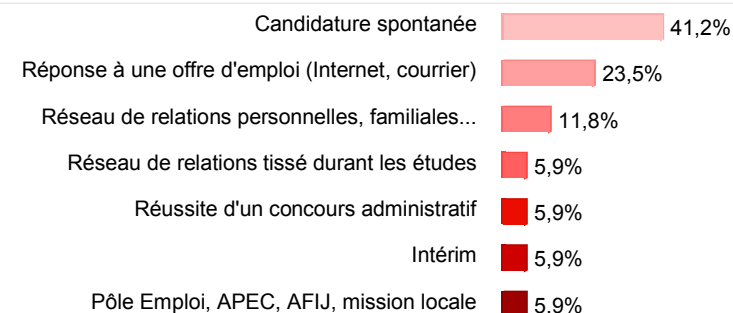 Candidature spontanée 41,2%
Réponse à une offre d'emploi (Internet, courrier) 23,5%
Réseau de relations personnelles, familiales... 11,8%
Réseau de relations tissé durant les études 5,9%
Réussite d'un concours administratif 5,9%
Intérim 5,9%
Pôle Emploi, APEC, AFIJ, mission locale 5,9%